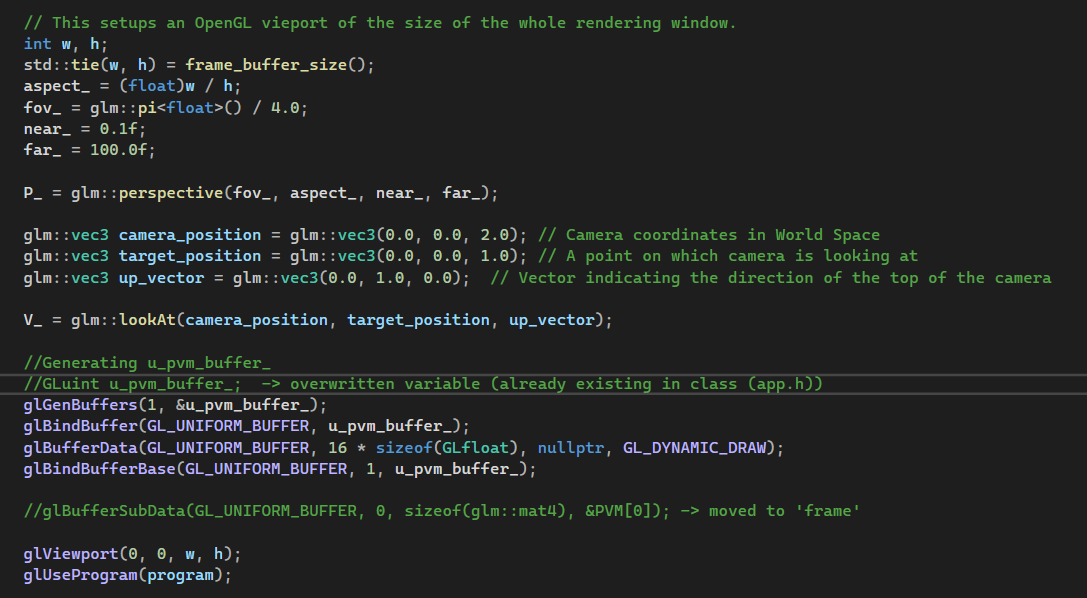 // This setups an OpenGL vieport of the size of the whole rendering window.
int w, h;
std::tie(w, h) = frame_buffer_size();
aspect_ = (float)w / h;
fov_ = glm::pi<float>() / 4.0;
near_ = 0.1f;
far_ = 100.0f;
P_ = glm::perspective(fov_, aspect_, near_, far_);
glm::vec3 camera_position = glm::vec3(0.0, 0.0, 2.0); // Camera coordinates in World Space
glm::vec3 target_position = glm::vec3(0.0, 0.0, 1.0); // A point on which camera is looking at
glm::vec3 up_vector = glm::vec3(0.0, 1.0, 0.0);  // Vector indicating the direction of the top of the camera
V_ = glm::lookAt(camera_position, target_position, up_vector);
//Generating u_pvm_buffer_
//GLuint u_pvm_buffer_;  -> overwritten variable (already existing in class (app.h))
glGenBuffers(1, &u_pvm_buffer_);
glBindBuffer(GL_UNIFORM_BUFFER, u_pvm_buffer_);
glBufferData(GL_UNIFORM_BUFFER, 16 * sizeof(GLfloat), nullptr, GL_DYNAMIC_DRAW);
glBindBufferBase(GL_UNIFORM_BUFFER, 1, u_pvm_buffer_);
//glBufferSubData(GL_UNIFORM_BUFFER, 0, sizeof(glm::mat4), &PVM[0]); -> moved to 'frame'
glViewport(0, 0, w, h);
glUseProgram(program);